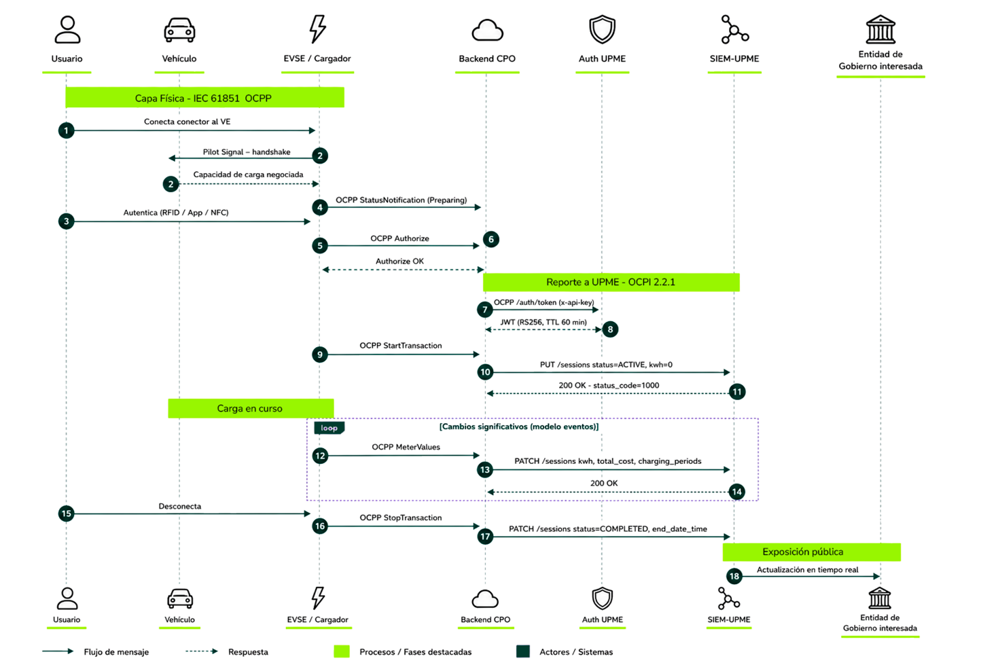 Usuario
Vehículo
EVSE / Cargador
Backend CPO
Auth UPME
SIEM-UPME
Entidad de
Gobierno interesada
Capa Física - IEC 61851 OCPP
Conecta conector al VE
1
Pilot Signal – handshake
2
Capacidad de carga negociada
2
OCPP StatusNotification (Preparing)
4
Autentica (RFID / App / NFC)
3
OCPP Authorize
5
6
Authorize OK
Reporte a UPME - OCPI 2.2.1
OCPP /auth/token (x-api-key)
7
JWT (RS256, TTL 60 min)
8
OCPP StartTransaction
9
PUT /sessions status=ACTIVE, kwh=0
10
200 OK - status_code=1000
11
Carga en curso
loop
[Cambios significativos (modelo eventos)]
OCPP MeterValues
12
PATCH /sessions kwh, total_cost, charging_periods
13
200 OK
14
Desconecta
15
OCPP StopTransaction
16
PATCH /sessions status=COMPLETED, end_date_time
17
Exposición pública
Actualización en tiempo real
18
Usuario
Vehículo
EVSE / Cargador
Backend CPO
Auth UPME
SIEM-UPME
Entidad de
Gobierno interesada
Flujo de mensaje
Respuesta
Procesos / Fases destacadas
Actores / Sistemas